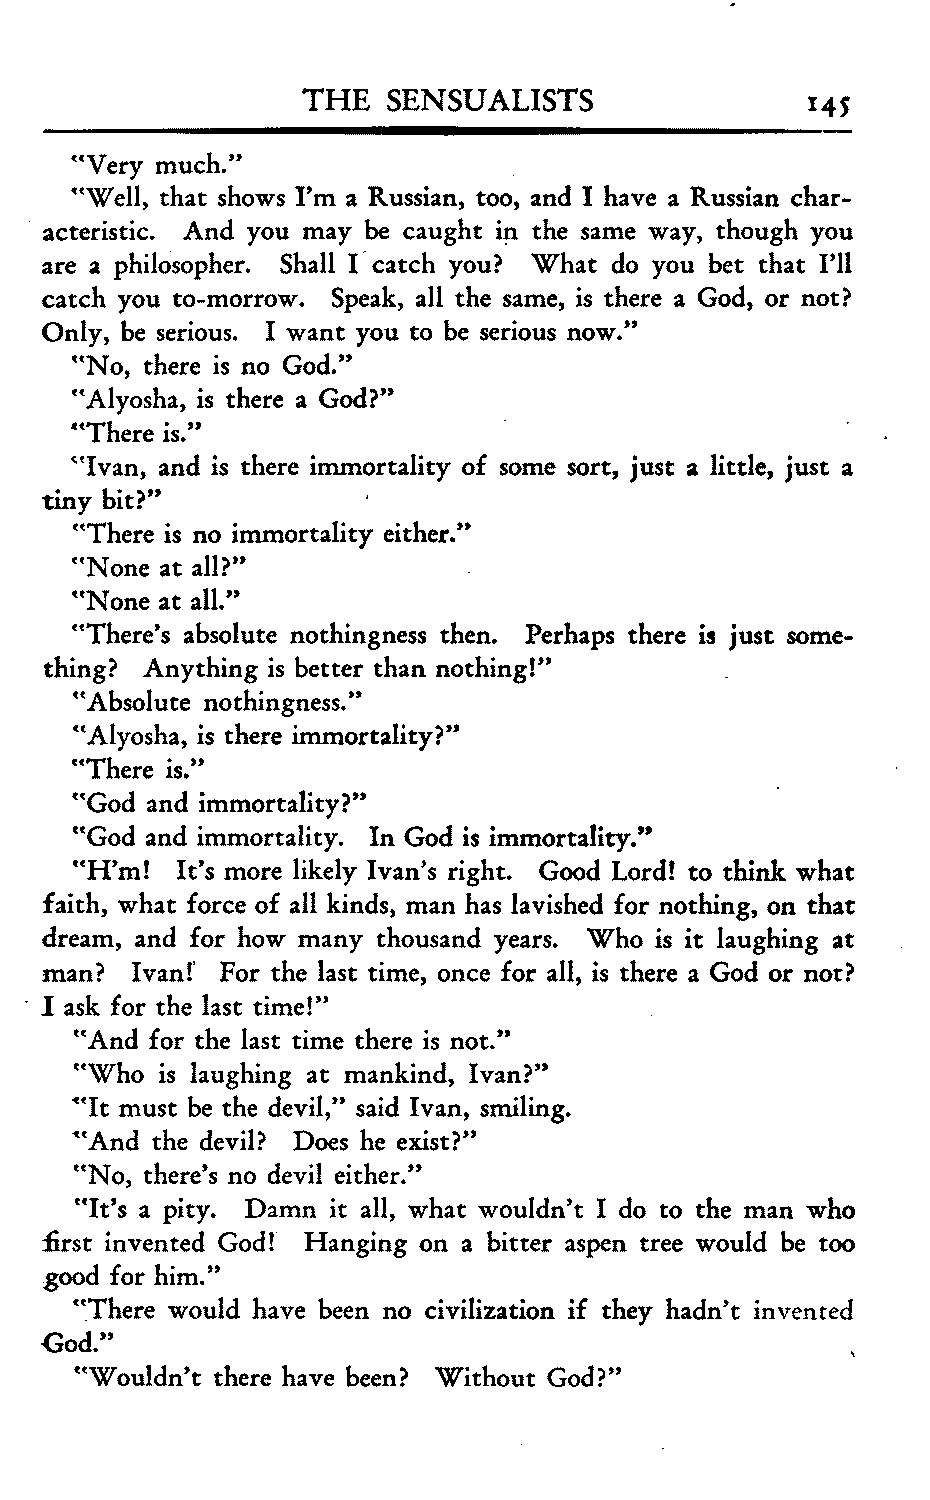 THE SENSUALISTS 145
"Very much."
"Well, that shows I'm a Russian, too, and I have a Russian char-
acteristic. And you may be caught in the same way, though you
are a philosopher. Shall I catch you? What do you bet that I'll
catch you to-morrow. Speak, all the same, is there a God, or not?
Only, be serious. I want you to be serious now."
"No, there is no God."
"Alyosha, is there a God?"
"There is."
"Ivan, and is there immortality of some sort, just a little, just a
tiny bit?"
"There is no immortality either."
"None at all?"
"None at all."
"There's absolute nothingness then. Perhaps there is just some-
thing? Anything is better than nothing!"
"Absolute nothingness."
"Alyosha, is there immortality?"
"There is."
"God and immortality?"
"God and immortality. In God is immortality."
"H'm! It's more likely Ivan's right. Good Lord! to think what
faith, what force of all kinds, man has lavished for nothing, on that
dream, and for how many thousand years. Who is it laughing at
man? Ivan! For the last time, once for all, is there a God or not?
I ask for the last time!"
"And for the last time there is not."
"Who is laughing at mankind, Ivan?"
"It must be the devil," said Ivan, smiling.
"And the devil? Does he exist?"
"No, there's no devil either."
"It's a pity. Damn it all, what wouldn't I do to the man who
first invented God! Hanging on a bitter aspen tree would be too
good for him."
"There would have been no civilization if they hadn't invented
God."
"Wouldn't there have been? Without God?"